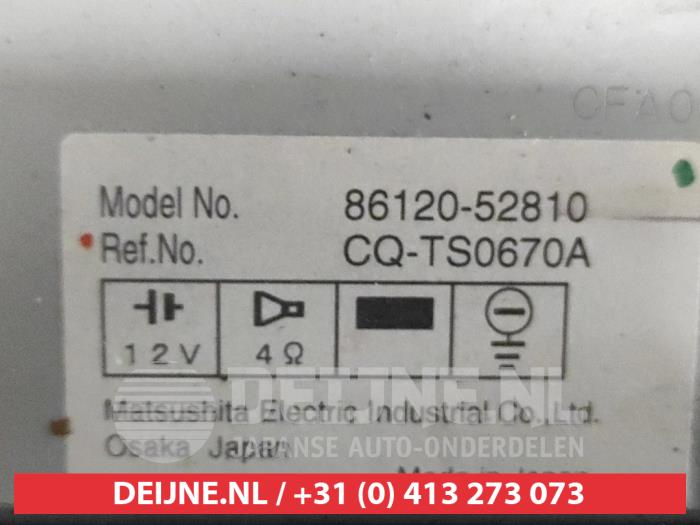 CFA0
Model No. 86120-52810
Ref.No. CQ-TS0670A
12V 4Ω
Matsushita Electric Industrial Co.,Ltd.
Osaka Japan
Made in Japan
DEIJNE.NL
JAPANSE AUTO-ONDERDELEN
DEIJNE.NL / +31 (0) 413 273 073